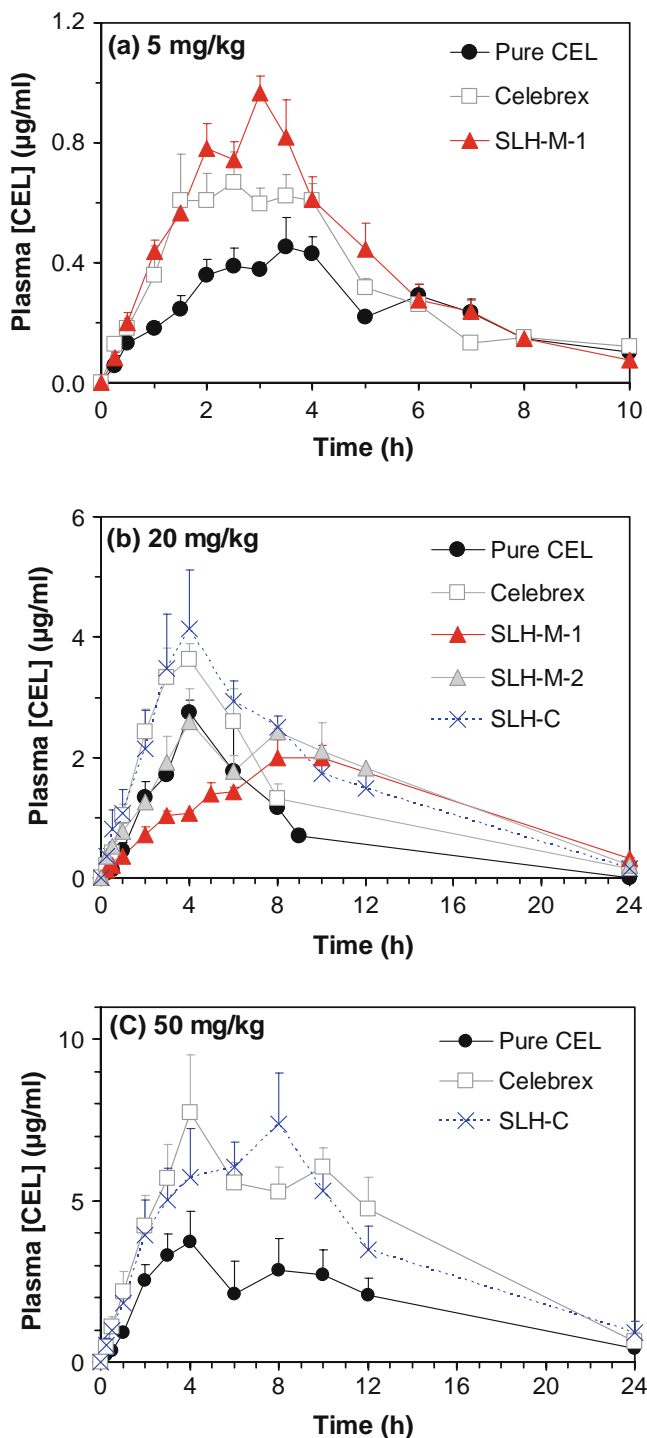 (a) 5 mg/kg
Pure CEL
Celebrex
SLH-M-1
Plasma [CEL] (µg/ml)
1.2
0.8
0.4
0.0
0 2 4 6 8 10
Time (h)
(b) 20 mg/kg
Pure CEL
Celebrex
SLH-M-1
SLH-M-2
SLH-C
Plasma [CEL] (µg/ml)
6
4
2
0
0 4 8 12 16 20 24
Time (h)
(C) 50 mg/kg
Pure CEL
Celebrex
SLH-C
Plasma [CEL] (µg/ml)
10
5
0
0 4 8 12 16 20 24
Time (h)